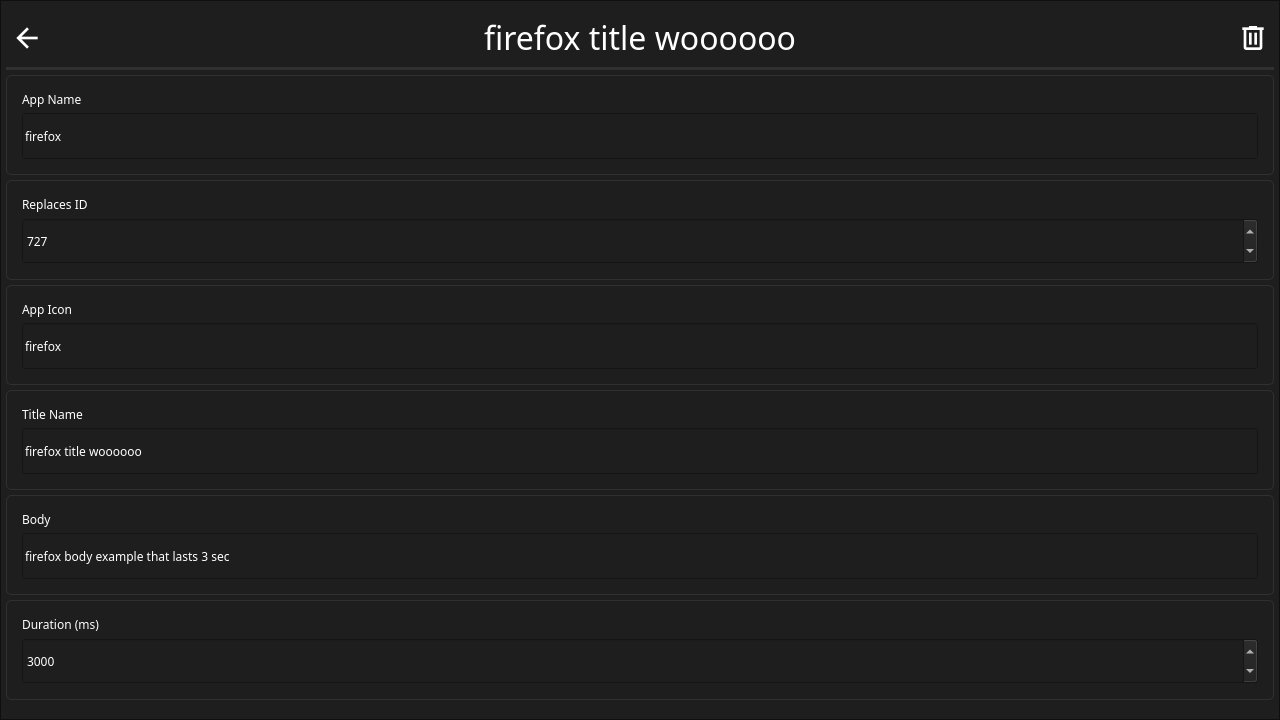 firefox title woooooo
App Name
firefox
Replaces ID
727
App Icon
firefox
Title Name
firefox title woooooo
Body
firefox body example that lasts 3 sec
Duration (ms)
3000